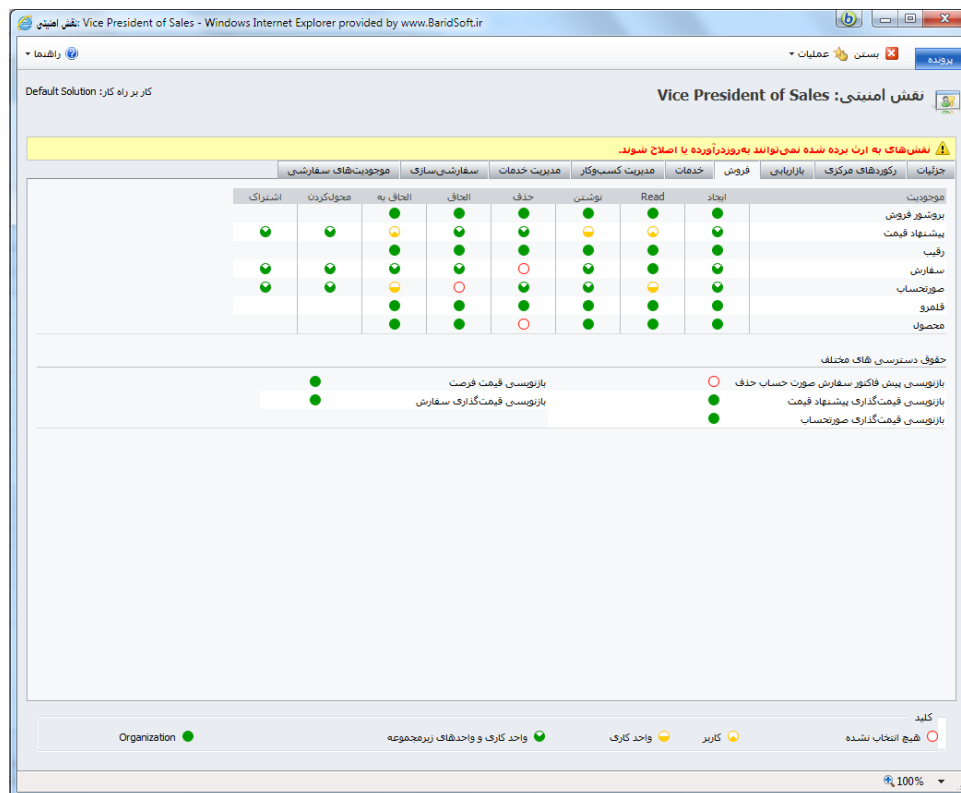 نقش امنیتی: Vice President of Sales - Windows Internet Explorer provided by www.BaridSoft.ir
پرونده
بستن عملیات
راهنما
نقش امنیتی: Vice President of Sales
کار بر راه کار: Default Solution
نقش‌های به ارث برده شده نمی‌توانند به‌روزدرآورده یا اصلاح شوند.
جزئیات رکوردهای مرکزی بازاریابی فروش خدمات مدیریت کسب‌وکار مدیریت خدمات سفارشی‌سازی موجودیت‌های سفارشی
موجودیت ایجاد Read نوشتن حذف الحاق الحاق به محول‌کردن اشتراک
بروشور فروش
پیشنهاد قیمت
رقیب
سفارش
صورتحساب
قلمرو
محصول
حقوق دسترسی های مختلف
بازنویسی پیش فاکتور سفارش صورت حساب حذف بازنویسی قیمت فرصت
بازنویسی قیمت‌گذاری پیشنهاد قیمت بازنویسی قیمت‌گذاری سفارش
بازنویسی قیمت‌گذاری صورتحساب
کلید
هیچ انتخاب نشده کاربر واحد کاری واحد کاری و واحدهای زیرمجموعه Organization
100%